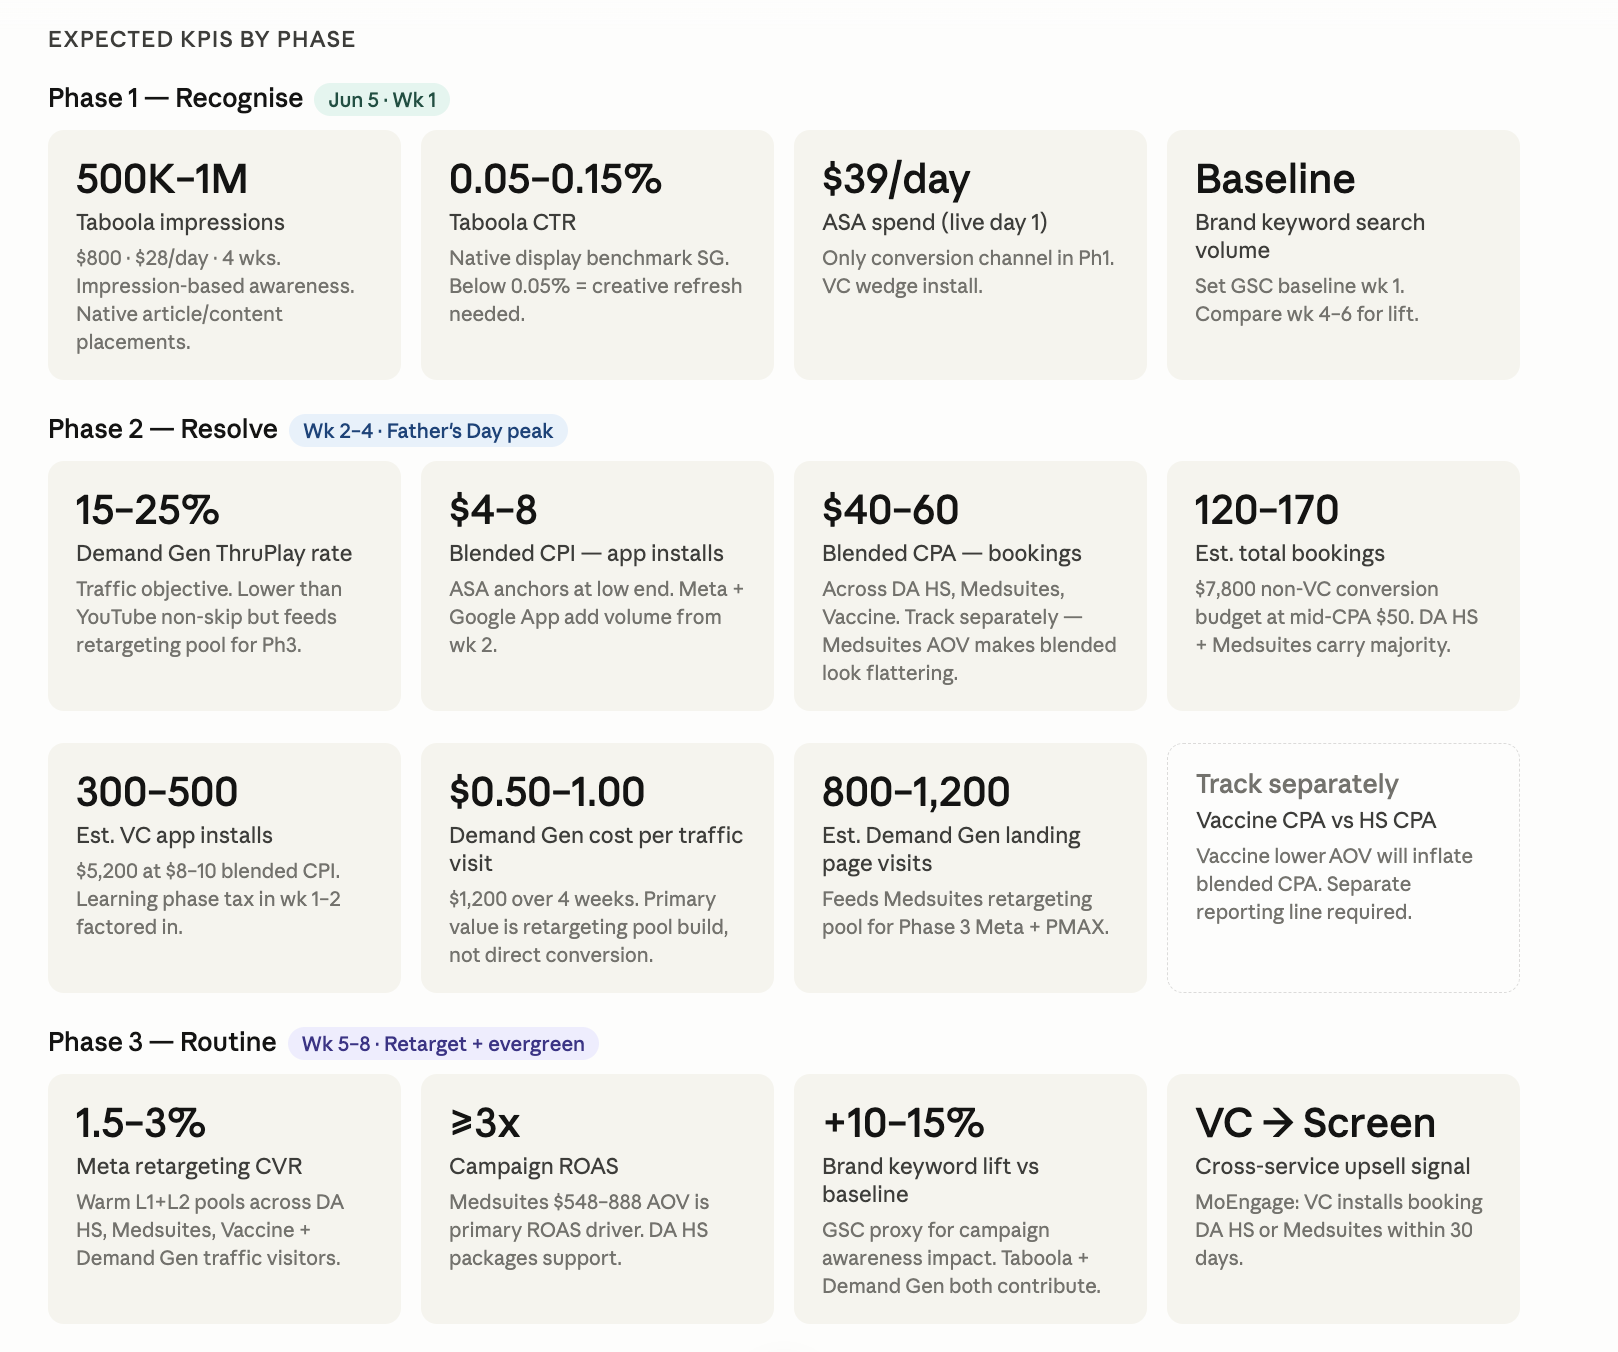 EXPECTED KPIS BY PHASE
Phase 1 — Recognise
Jun 5 · Wk 1
500K–1M
Taboola impressions
$800 · $28/day · 4 wks.
Impression-based awareness.
Native article/content
placements.
0.05–0.15%
Taboola CTR
Native display benchmark SG.
Below 0.05% = creative refresh
needed.
$39/day
ASA spend (live day 1)
Only conversion channel in Ph1.
VC wedge install.
Baseline
Brand keyword search
volume
Set GSC baseline wk 1.
Compare wk 4–6 for lift.
Phase 2 — Resolve
Wk 2–4 · Father's Day peak
15–25%
Demand Gen ThruPlay rate
Traffic objective. Lower than
YouTube non-skip but feeds
retargeting pool for Ph3.
$4–8
Blended CPI — app installs
ASA anchors at low end. Meta +
Google App add volume from
wk 2.
$40–60
Blended CPA — bookings
Across DA HS, Medsuites,
Vaccine. Track separately —
Medsuites AOV makes blended
look flattering.
120–170
Est. total bookings
$7,800 non-VC conversion
budget at mid-CPA $50. DA HS
+ Medsuites carry majority.
300–500
Est. VC app installs
$5,200 at $8–10 blended CPI.
Learning phase tax in wk 1–2
factored in.
$0.50–1.00
Demand Gen cost per traffic
visit
$1,200 over 4 weeks. Primary
value is retargeting pool build,
not direct conversion.
800–1,200
Est. Demand Gen landing
page visits
Feeds Medsuites retargeting
pool for Phase 3 Meta + PMAX.
Track separately
Vaccine CPA vs HS CPA
Vaccine lower AOV will inflate
blended CPA. Separate
reporting line required.
Phase 3 — Routine
Wk 5–8 · Retarget + evergreen
1.5–3%
Meta retargeting CVR
Warm L1+L2 pools across DA
HS, Medsuites, Vaccine +
Demand Gen traffic visitors.
≥3x
Campaign ROAS
Medsuites $548–888 AOV is
primary ROAS driver. DA HS
packages support.
+10–15%
Brand keyword lift vs
baseline
GSC proxy for campaign
awareness impact. Taboola +
Demand Gen both contribute.
VC → Screen
Cross-service upsell signal
MoEngage: VC installs booking
DA HS or Medsuites within 30
days.